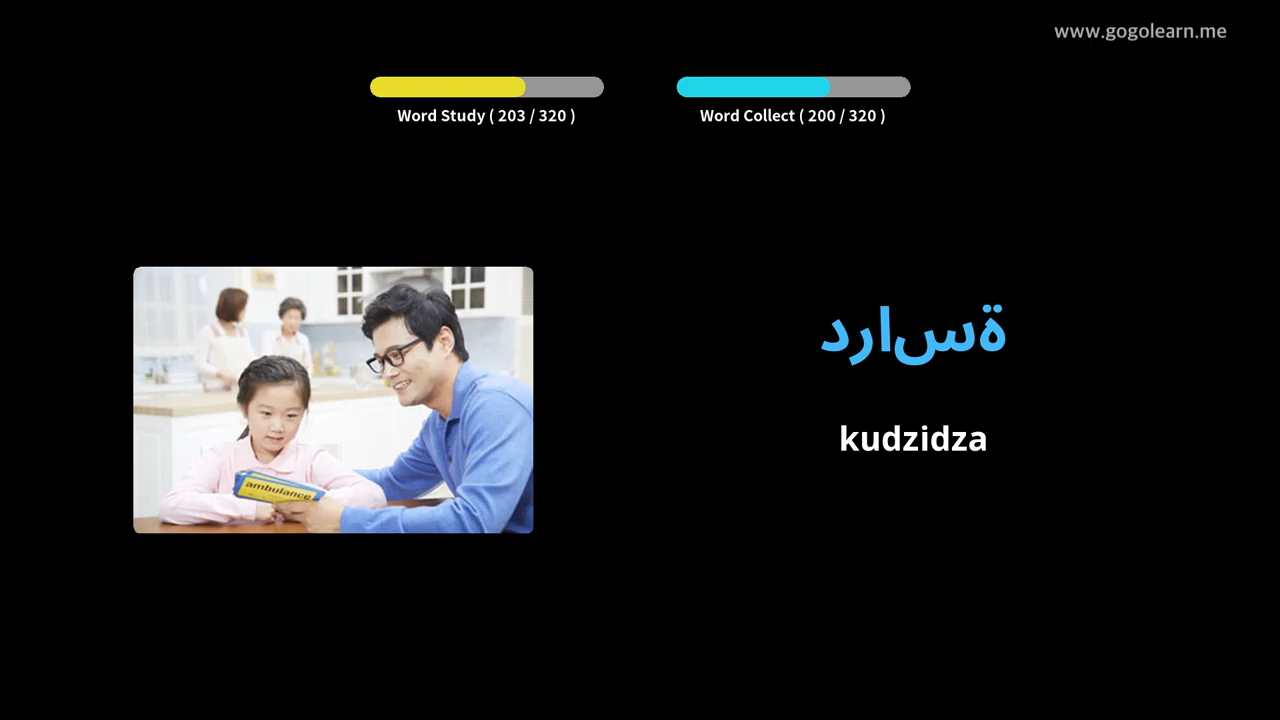 www.gogolearn.me
Word Study ( 203 / 320 )
Word Collect ( 200 / 320 )
ةسارد
kudzidza
ambulance